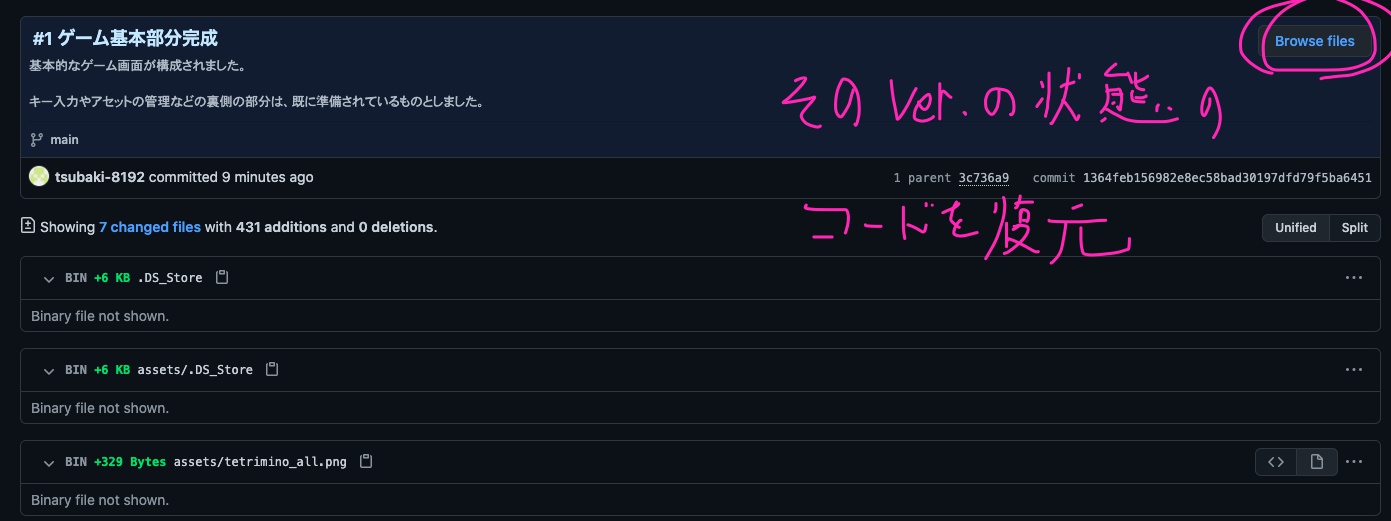 #1 ゲーム基本部分完成
Browse files
基本的なゲーム画面が構成されました。
そのver.の状態の
キー入力やアセットの管理などの裏側の部分は、既に準備されているものとしました。
main
tsubaki-8192 committed 9 minutes ago
1 parent 3c736a9 commit 1364feb156982e8ec58bad30197dfd79f5ba6451
コードを復元
Showing 7 changed files with 431 additions and 0 deletions.
Unified Split
BIN +6 KB .DS_Store
Binary file not shown.
BIN +6 KB assets/.DS_Store
Binary file not shown.
BIN +329 Bytes assets/tetrimino_all.png
Binary file not shown.